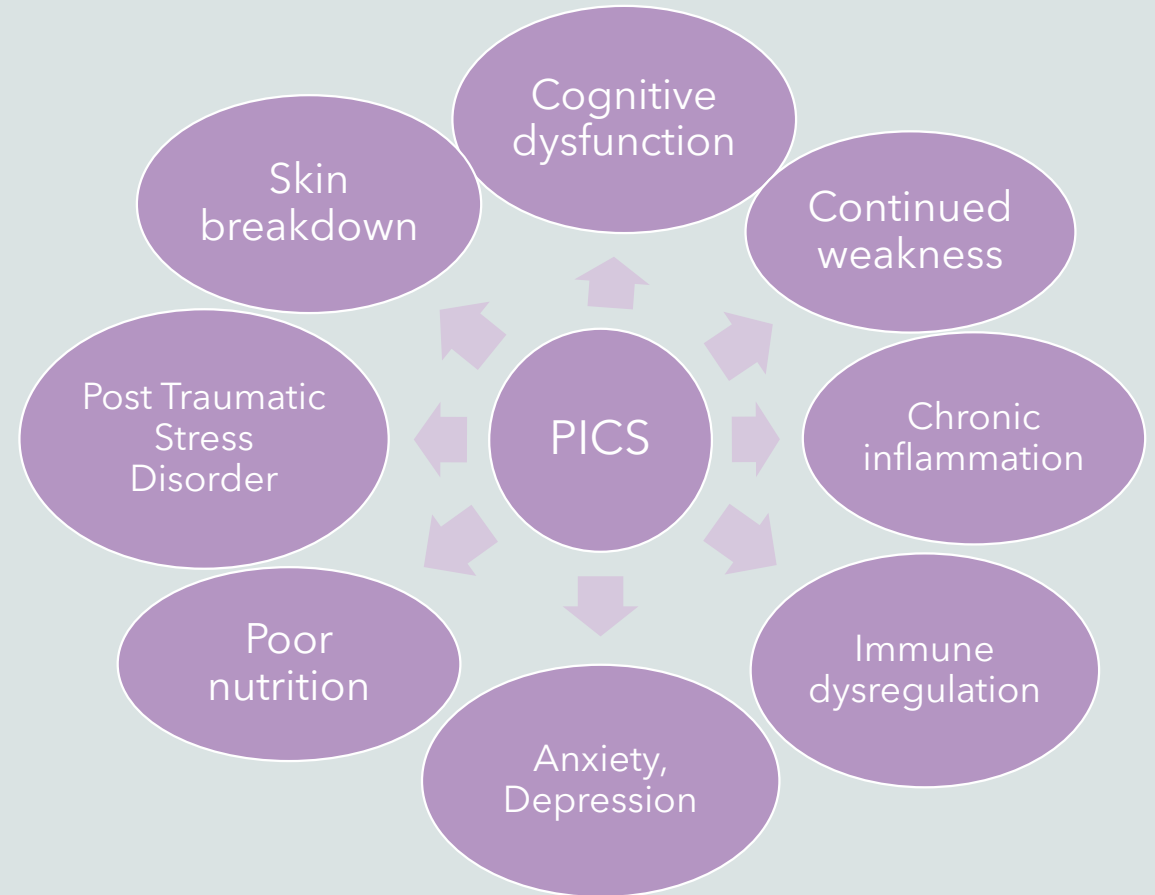 Cognitive
dysfunction
Continued
weakness
Chronic
inflammation
Immune
dysregulation
Anxiety,
Depression
Poor
nutrition
Post Traumatic
Stress
Disorder
Skin
breakdown
PICS